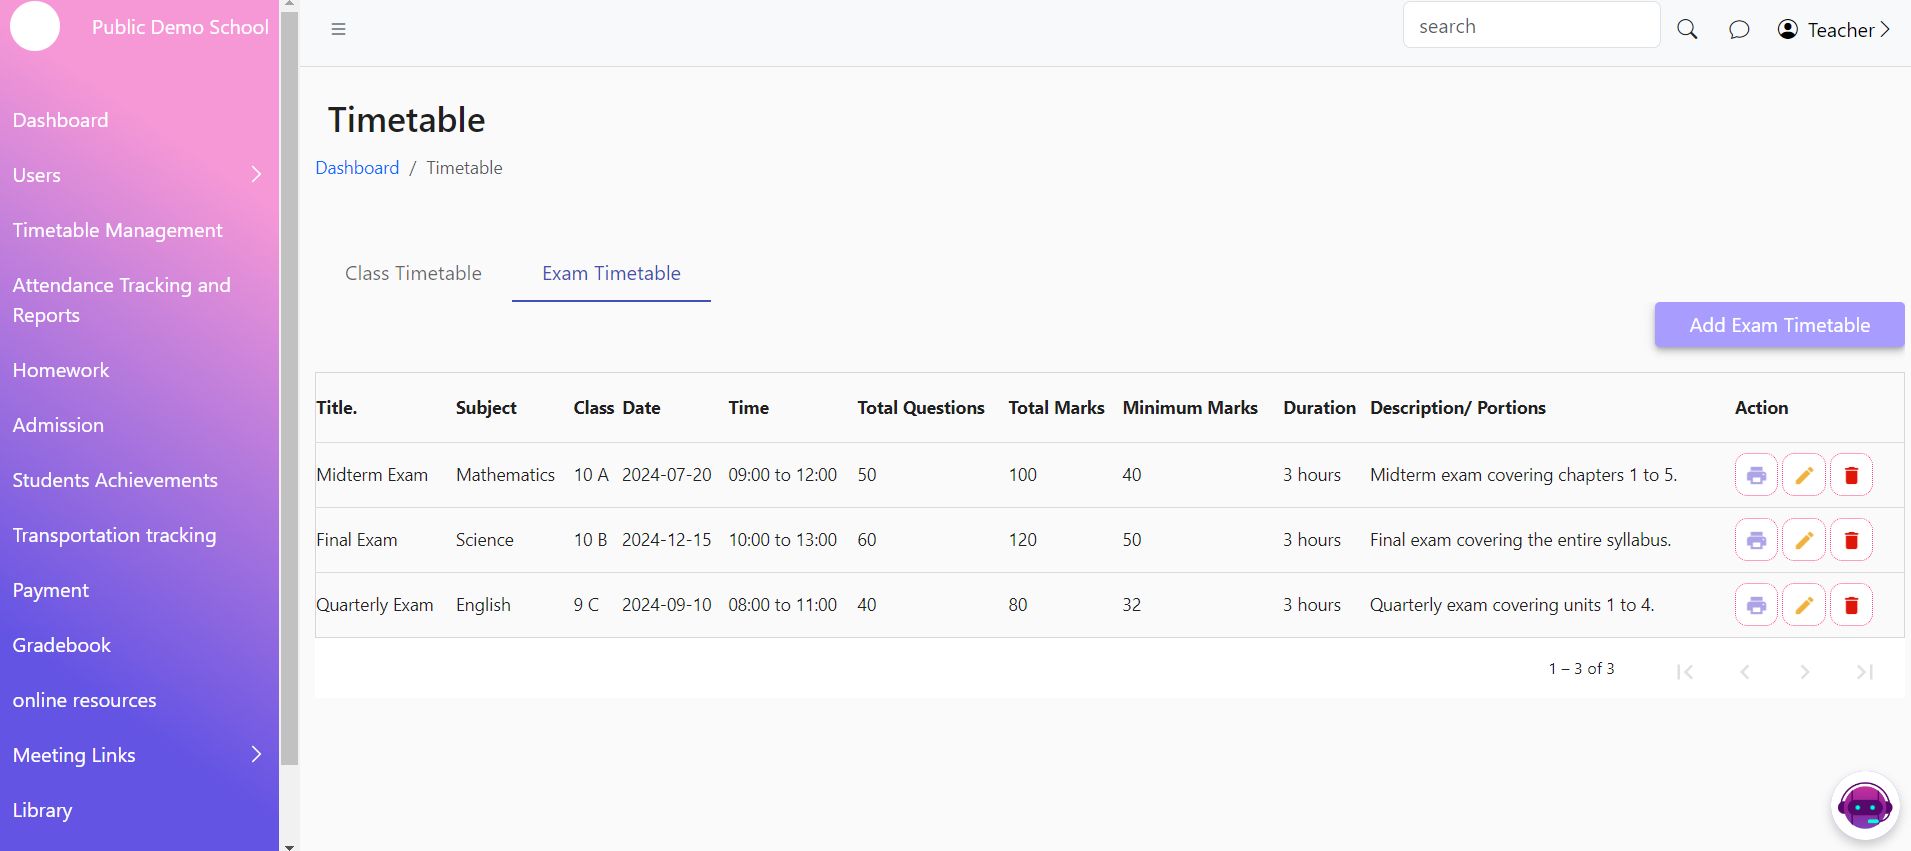 Public Demo School
search
Teacher
Dashboard
Users
Timetable Management
Attendance Tracking and
Reports
Homework
Admission
Students Achievements
Transportation tracking
Payment
Gradebook
online resources
Meeting Links
Library
Timetable
Dashboard / Timetable
Class Timetable Exam Timetable
Add Exam Timetable
Title. Subject Class Date Time Total Questions Total Marks Minimum Marks Duration Description/ Portions Action
Midterm Exam Mathematics 10 A 2024-07-20 09:00 to 12:00 50 100 40 3 hours Midterm exam covering chapters 1 to 5.
Final Exam Science 10 B 2024-12-15 10:00 to 13:00 60 120 50 3 hours Final exam covering the entire syllabus.
Quarterly Exam English 9 C 2024-09-10 08:00 to 11:00 40 80 32 3 hours Quarterly exam covering units 1 to 4.
1 – 3 of 3